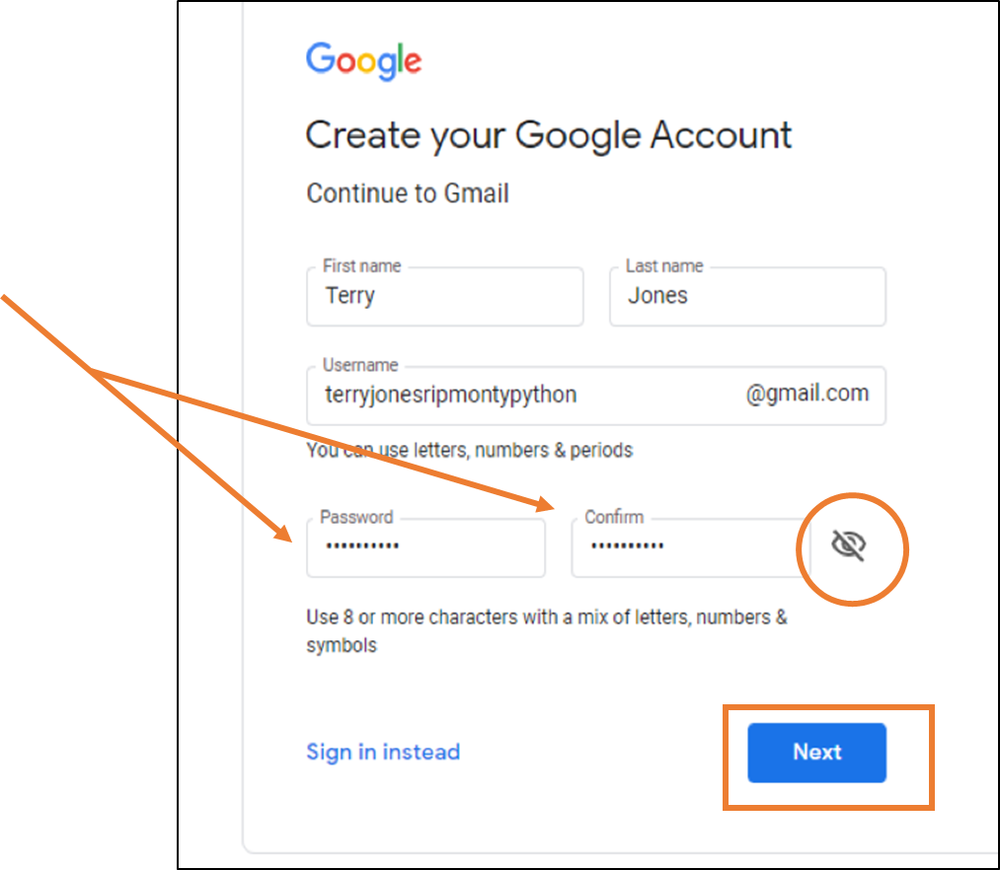 Google
Create your Google Account
Continue to Gmail
First name
Last name
Terry
Jones
Username
terryjonesripmontypython
@gmail.com
You can use letters, numbers & periods
Password
Confirm
••••••••••
••••••••••
Use 8 or more characters with a mix of letters, numbers &
symbols
Sign in instead
Next